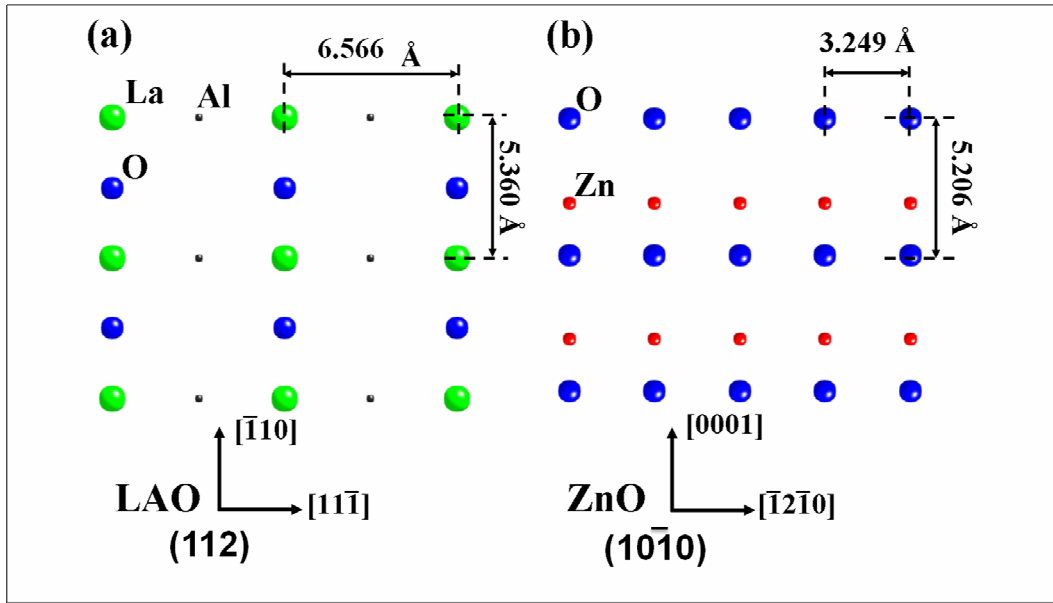 (a)
6.566 Å
La
Al
O
5.360 Å
[1̅10]
[111̅]
LAO
(112)
(b)
3.249 Å
O
Zn
5.206 Å
[0001]
[1̅21̅0]
ZnO
(101̅0)